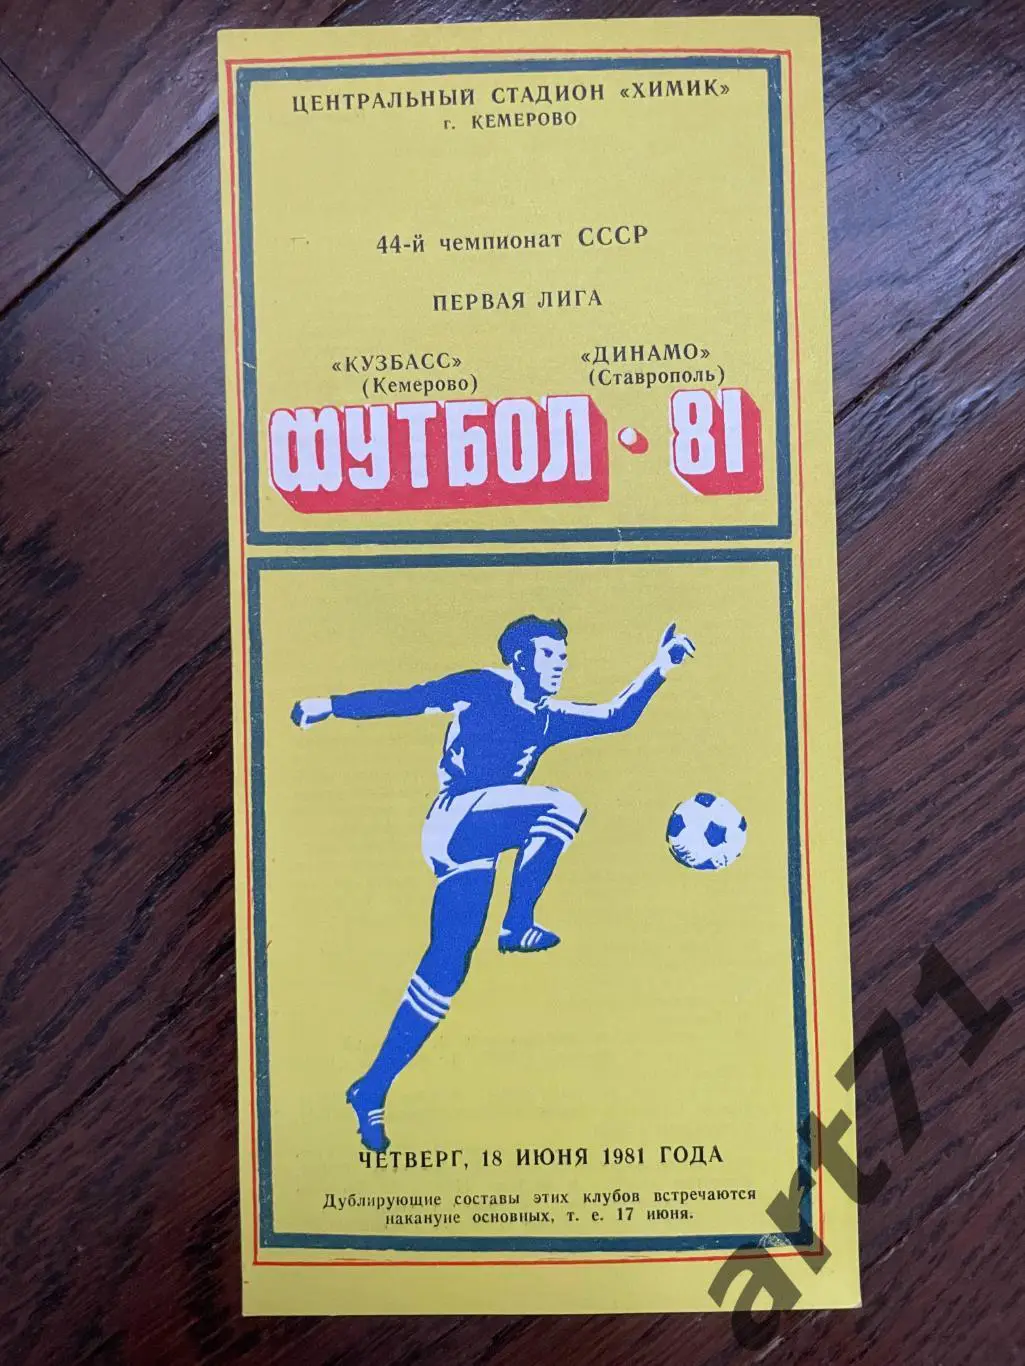 ЦЕНТРАЛЬНЫЙ СТАДИОН «ХИМИК»
г. КЕМЕРОВО
44-й чемпионат СССР
ПЕРВАЯ ЛИГА
«КУЗБАСС» «ДИНАМО»
(Кемерово) (Ставрополь)
ФУТБОЛ · 81
ЧЕТВЕРГ, 18 ИЮНЯ 1981 ГОДА
Дублирующие составы этих клубов встречаются
накануне основных, т. е. 17 июня.
art71